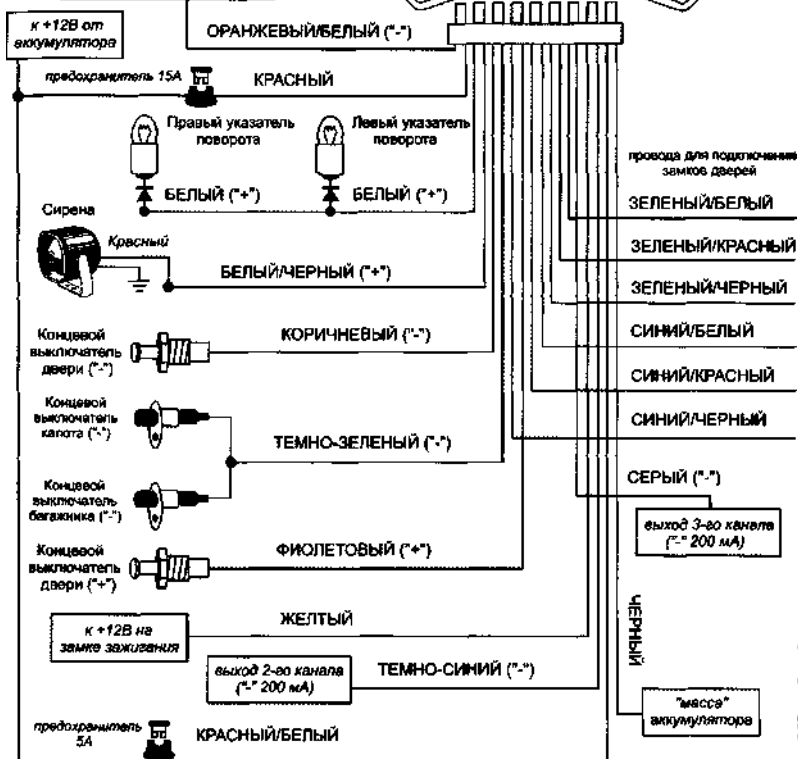 к +12В от
аккумулятора
ОРАНЖЕВЫЙ/БЕЛЫЙ ("-")
предохранитель 15А
КРАСНЫЙ
Правый указатель
поворота
Левый указатель
поворота
БЕЛЫЙ ("+")
БЕЛЫЙ ("+")
провода для подключения
замков дверей
ЗЕЛЕНЫЙ/БЕЛЫЙ
Сирена
Красный
ЗЕЛЕНЫЙ/КРАСНЫЙ
БЕЛЫЙ/ЧЕРНЫЙ ("+")
ЗЕЛЕНЫЙ/ЧЕРНЫЙ
Концевой
выключатель
двери ("-")
КОРИЧНЕВЫЙ ("-")
СИНИЙ/БЕЛЫЙ
СИНИЙ/КРАСНЫЙ
Концевой
выключатель
капота ("-")
ТЕМНО-ЗЕЛЕНЫЙ ("-")
СИНИЙ/ЧЕРНЫЙ
Концевой
выключатель
багажника ("-")
СЕРЫЙ ("-")
выход 3-го канала
("-" 200 мА)
Концевой
выключатель
двери ("+")
ФИОЛЕТОВЫЙ ("+")
ЧЕРНЫЙ
к +12В на
замке зажигания
ЖЕЛТЫЙ
выход 2-го канала
("-" 200 мА)
ТЕМНО-СИНИЙ ("-")
"масса"
аккумулятора
предохранитель
5А
КРАСНЫЙ/БЕЛЫЙ